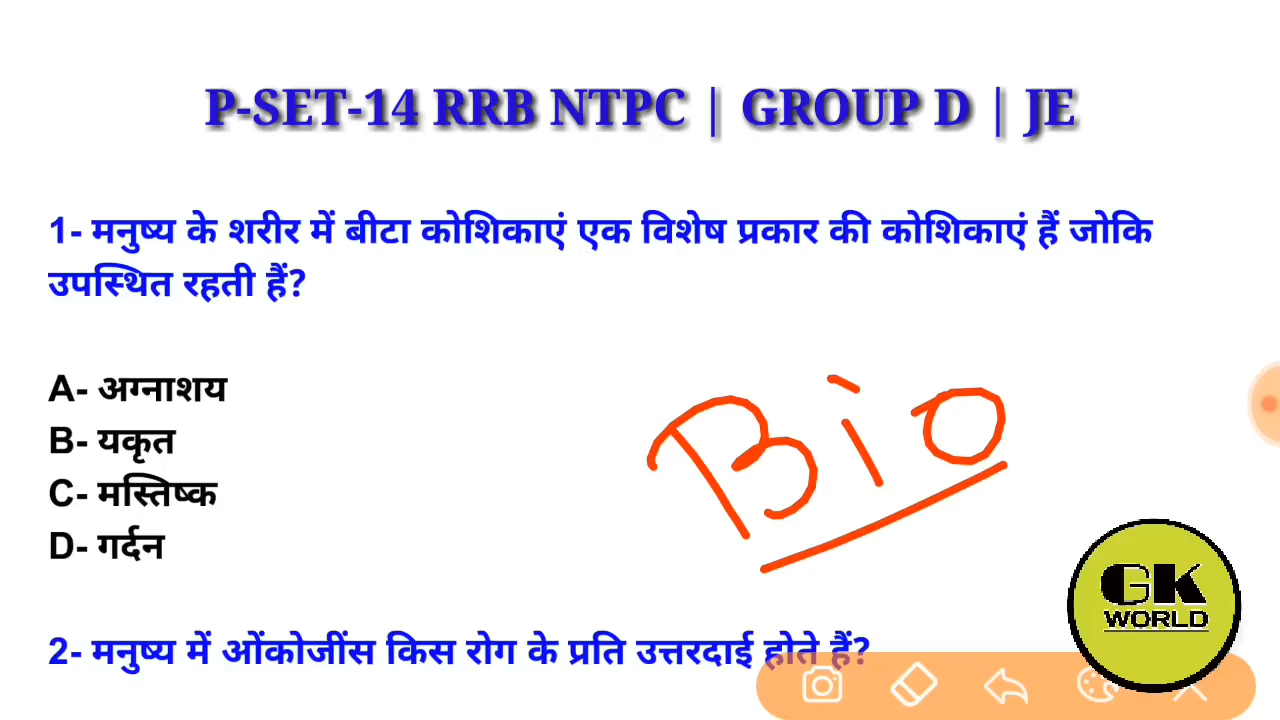 P-SET-14 RRB NTPC | GROUP D | JE
1- मनुष्य के शरीर में बीटा कोशिकाएं एक विशेष प्रकार की कोशिकाएं हैं जोकि
उपस्थित रहती हैं?
A- अग्नाशय
B- यकृत
C- मस्तिष्क
D- गर्दन
Bio
GK
WORLD
2- मनुष्य में ओंकोजींस किस रोग के प्रति उत्तरदाई होते हैं?